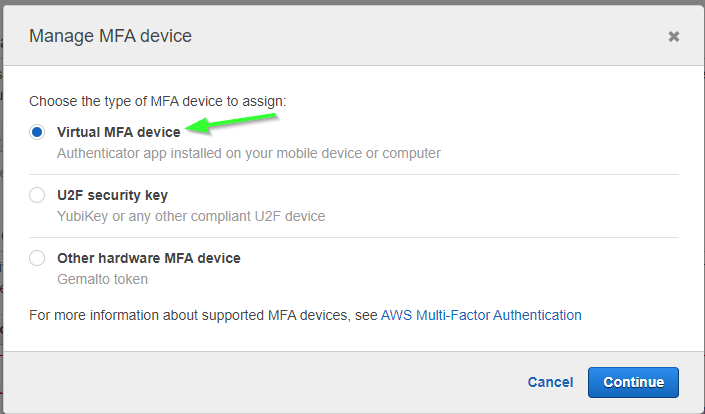 Manage MFA device
Choose the type of MFA device to assign:
Virtual MFA device
Authenticator app installed on your mobile device or computer
U2F security key
YubiKey or any other compliant U2F device
Other hardware MFA device
Gemalto token
For more information about supported MFA devices, see AWS Multi-Factor Authentication
Cancel Continue